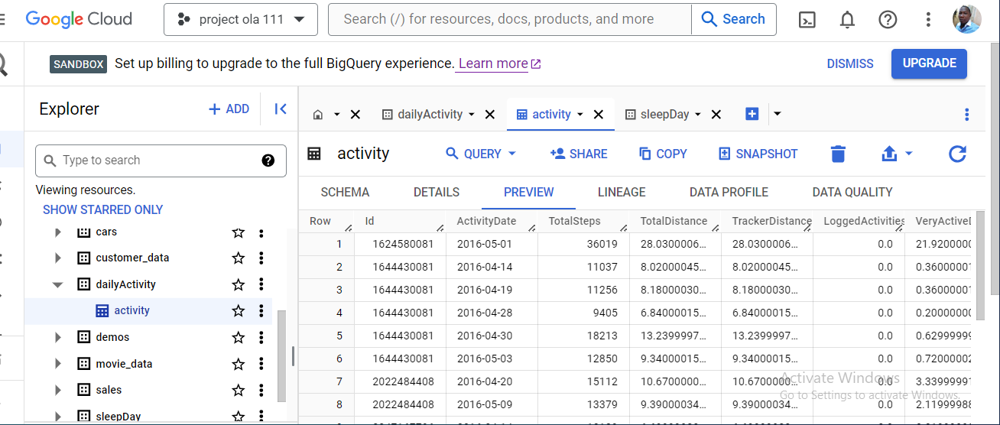 Google Cloud project ola 111 Search (/) for resources, docs, products, and more Search
SANDBOX Set up billing to upgrade to the full BigQuery experience. Learn more DISMISS UPGRADE
Explorer + ADD
dailyActivity activity sleepDay
activity QUERY SHARE COPY SNAPSHOT
Type to search
Viewing resources.
SHOW STARRED ONLY
cars
customer_data
dailyActivity
activity
demos
movie_data
sales
sleepDay
SCHEMA DETAILS PREVIEW LINEAGE DATA PROFILE DATA QUALITY
Row Id ActivityDate TotalSteps TotalDistance TrackerDistance LoggedActivities VeryActiveD
1 1624580081 2016-05-01 36019 28.0300006... 28.0300006... 0.0 21.9200000
2 1644430081 2016-04-14 11037 8.02000045... 8.02000045... 0.0 0.36000001
3 1644430081 2016-04-19 11256 8.18000030... 8.18000030... 0.0 0.36000001
4 1644430081 2016-04-28 9405 6.84000015... 6.84000015... 0.0 0.20000000
5 1644430081 2016-04-30 18213 13.2399997... 13.2399997... 0.0 0.62999999
6 1644430081 2016-05-03 12850 9.34000015... 9.34000015... 0.0 0.72000002
7 2022484408 2016-04-20 15112 10.6700000... 10.6700000... 0.0 3.33999991
8 2022484408 2016-05-09 13379 9.39000034... 9.39000034... 0.0 2.11999988
Activate Windows
Go to Settings to activate Windows.